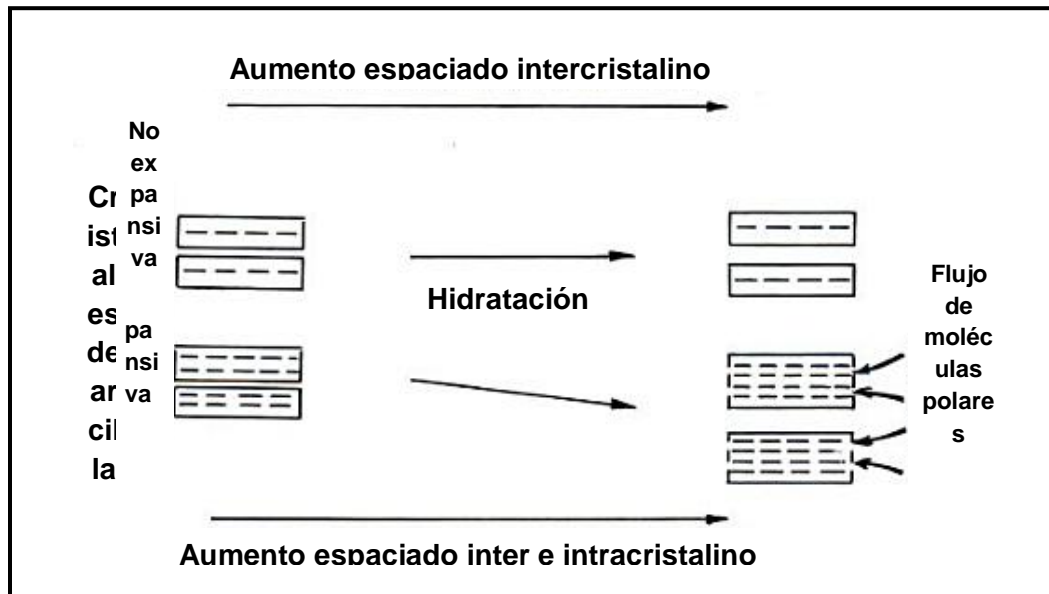 Aumento espaciado intercristalino
No
ex
pa
nsi
va
Cr
ist
al
es
de
ar
cil
la
pa
nsi
va
Hidratación
Flujo
de
moléc
ulas
polare
s
Aumento espaciado inter e intracristalino